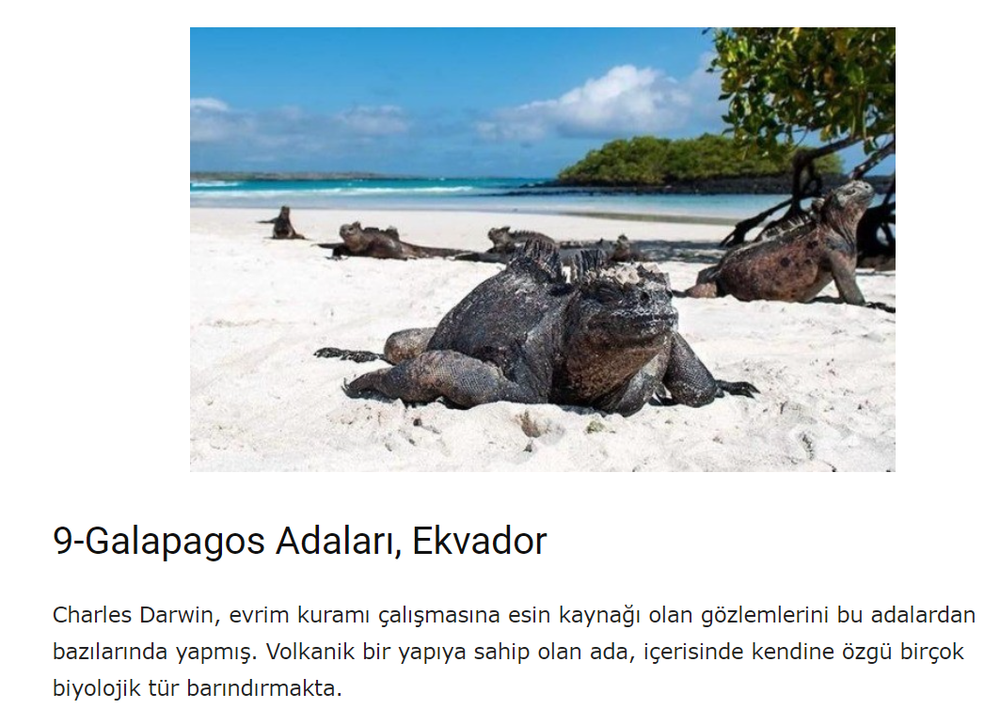 9-Galapagos Adaları, Ekvador
Charles Darwin, evrim kuramı çalışmasına esin kaynağı olan gözlemlerini bu adalardan
bazılarında yapmış. Volkanik bir yapıya sahip olan ada, içerisinde kendine özgü birçok
biyolojik tür barındırmakta.